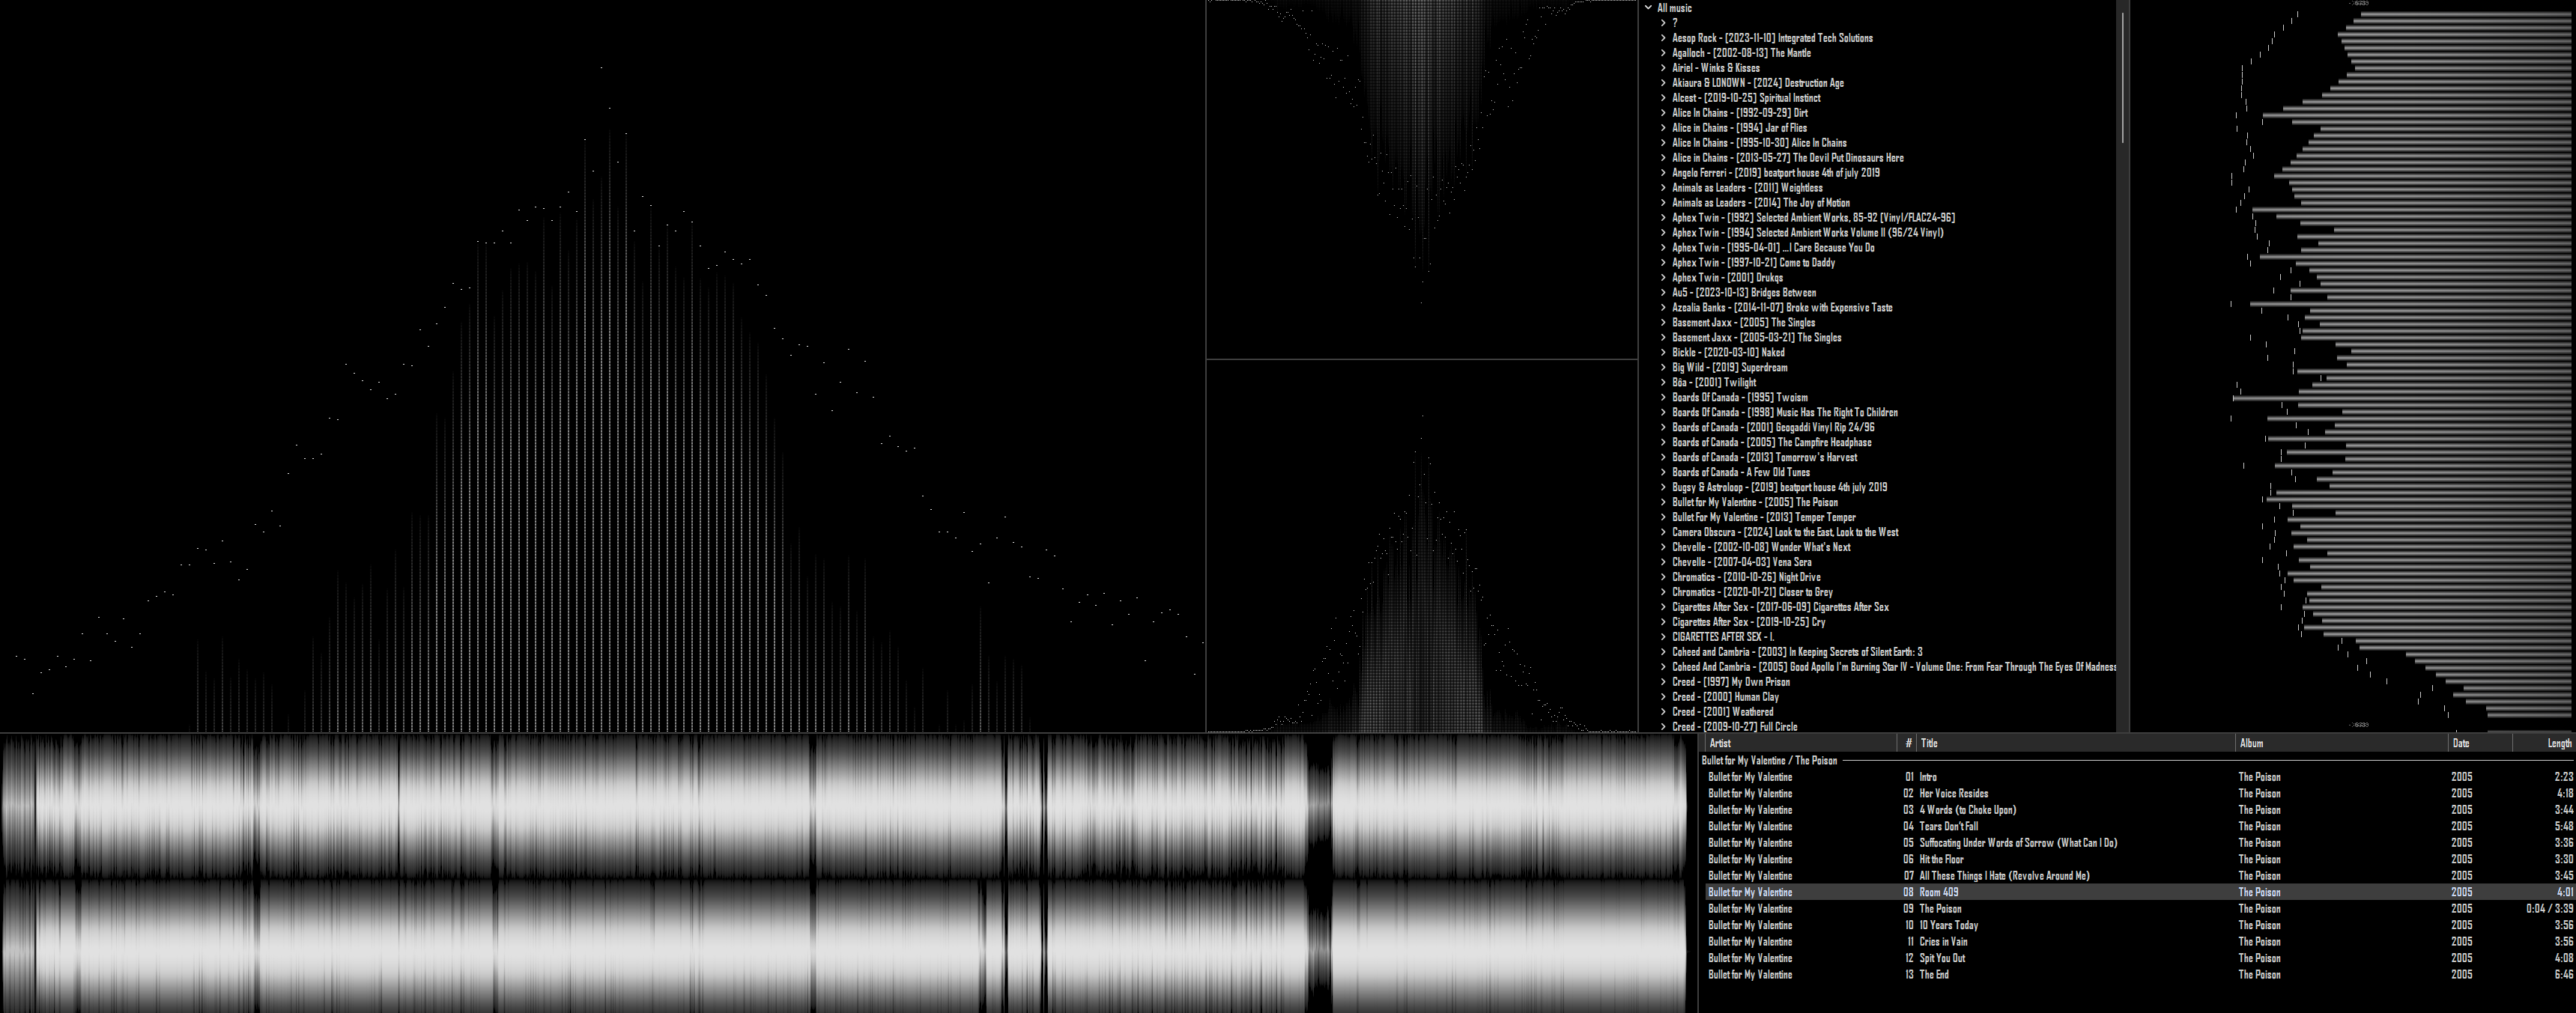 All music
?
Aesop Rock - [2023-11-10] Integrated Tech Solutions
Agalloch - [2002-08-13] The Mantle
Airiel - Winks & Kisses
Akiaura & LONOWN - [2024] Destruction Age
Alcest - [2019-10-25] Spiritual Instinct
Alice In Chains - [1992-09-29] Dirt
Alice in Chains - [1994] Jar of Flies
Alice In Chains - [1995-10-30] Alice In Chains
Alice in Chains - [2013-05-27] The Devil Put Dinosaurs Here
Angelo Ferreri - [2019] beatport house 4th of july 2019
Animals as Leaders - [2011] Weightless
Animals as Leaders - [2014] The Joy of Motion
Aphex Twin - [1992] Selected Ambient Works, 85-92 [Vinyl/FLAC24-96]
Aphex Twin - [1994] Selected Ambient Works Volume II (96/24 Vinyl)
Aphex Twin - [1995-04-01] ...I Care Because You Do
Aphex Twin - [1997-10-21] Come to Daddy
Aphex Twin - [2001] Drukqs
Au5 - [2023-10-13] Bridges Between
Azealia Banks - [2014-11-07] Broke with Expensive Taste
Basement Jaxx - [2005] The Singles
Basement Jaxx - [2005-03-21] The Singles
Bickle - [2020-03-10] Naked
Big Wild - [2019] Superdream
Bôa - [2001] Twilight
Boards Of Canada - [1995] Twoism
Boards Of Canada - [1998] Music Has The Right To Children
Boards of Canada - [2001] Geogaddi Vinyl Rip 24/96
Boards of Canada - [2005] The Campfire Headphase
Boards of Canada - [2013] Tomorrow's Harvest
Boards of Canada - A Few Old Tunes
Bugsy & Astroloop - [2019] beatport house 4th july 2019
Bullet for My Valentine - [2005] The Poison
Bullet For My Valentine - [2013] Temper Temper
Camera Obscura - [2024] Look to the East, Look to the West
Chevelle - [2002-10-08] Wonder What's Next
Chevelle - [2007-04-03] Vena Sera
Chromatics - [2010-10-26] Night Drive
Chromatics - [2020-01-21] Closer to Grey
Cigarettes After Sex - [2017-06-09] Cigarettes After Sex
Cigarettes After Sex - [2019-10-25] Cry
CIGARETTES AFTER SEX - I.
Coheed and Cambria - [2003] In Keeping Secrets of Silent Earth: 3
Coheed And Cambria - [2005] Good Apollo I'm Burning Star IV - Volume One: From Fear Through The Eyes Of Madness
Creed - [1997] My Own Prison
Creed - [2000] Human Clay
Creed - [2001] Weathered
Creed - [2009-10-27] Full Circle
Artist # Title Album Date Length
Bullet for My Valentine / The Poison
Bullet for My Valentine 01 Intro The Poison 2005 2:23
Bullet for My Valentine 02 Her Voice Resides The Poison 2005 4:18
Bullet for My Valentine 03 4 Words (to Choke Upon) The Poison 2005 3:44
Bullet for My Valentine 04 Tears Don't Fall The Poison 2005 5:48
Bullet for My Valentine 05 Suffocating Under Words of Sorrow (What Can I Do) The Poison 2005 3:36
Bullet for My Valentine 06 Hit the Floor The Poison 2005 3:30
Bullet for My Valentine 07 All These Things I Hate (Revolve Around Me) The Poison 2005 3:45
Bullet for My Valentine 08 Room 409 The Poison 2005 4:01
Bullet for My Valentine 09 The Poison The Poison 2005 0:04 / 3:39
Bullet for My Valentine 10 10 Years Today The Poison 2005 3:56
Bullet for My Valentine 11 Cries in Vain The Poison 2005 3:56
Bullet for My Valentine 12 Spit You Out The Poison 2005 4:08
Bullet for My Valentine 13 The End The Poison 2005 6:46